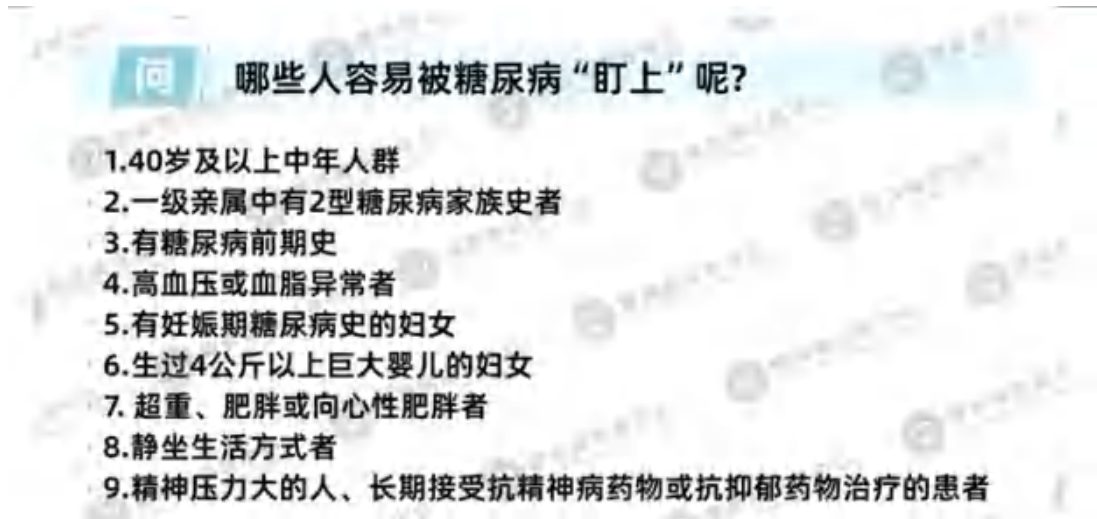 问 哪些人容易被糖尿病“盯上”呢?
1.40岁及以上中年人群
2.一级亲属中有2型糖尿病家族史者
3.有糖尿病前期史
4.高血压或血脂异常者
5.有妊娠期糖尿病史的妇女
6.生过4公斤以上巨大婴儿的妇女
7. 超重、肥胖或向心性肥胖者
8.静坐生活方式者
9.精神压力大的人、长期接受抗精神病药物或抗抑郁药物治疗的患者